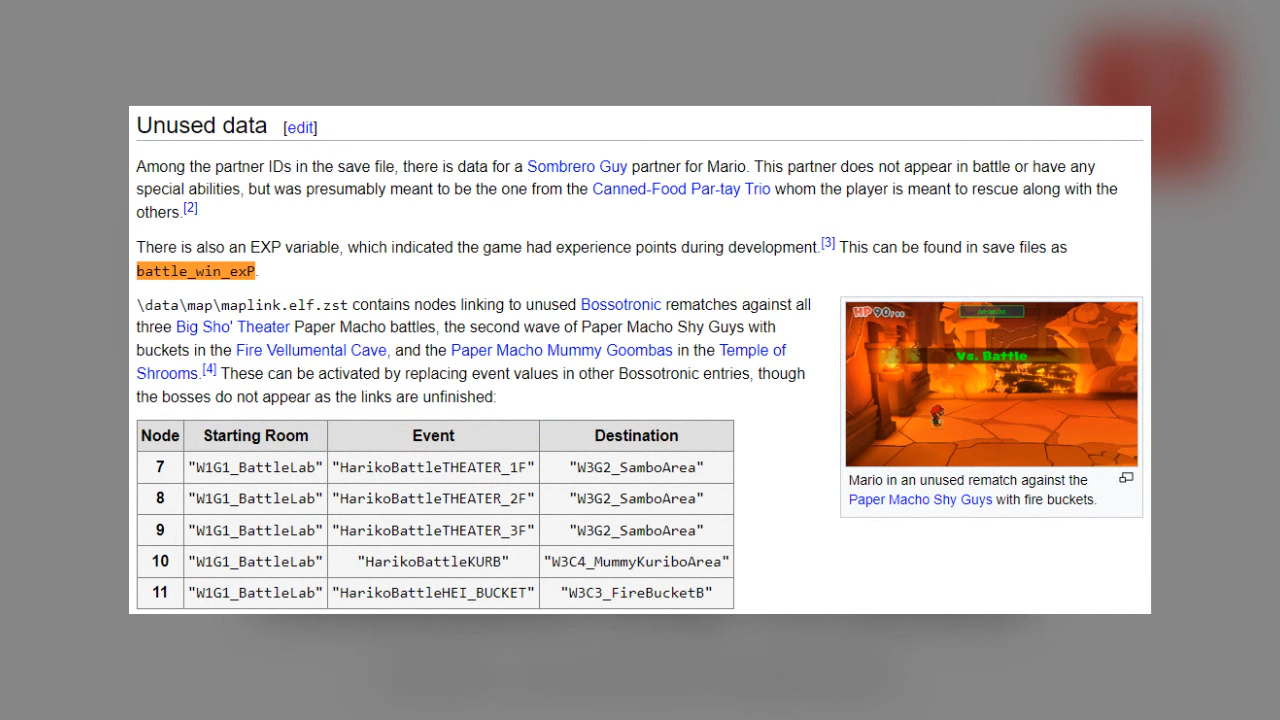 Unused data [edit]
Among the partner IDs in the save file, there is data for a Sombrero Guy partner for Mario. This partner does not appear in battle or have any
special abilities, but was presumably meant to be the one from the Canned-Food Par-tay Trio whom the player is meant to rescue along with the
others.[2]
There is also an EXP variable, which indicated the game had experience points during development.[3] This can be found in save files as
battle_win_exP.
\data\map\maplink.elf.zst contains nodes linking to unused Bossotronic rematches against all
three Big Sho' Theater Paper Macho battles, the second wave of Paper Macho Shy Guys with
buckets in the Fire Vellumental Cave, and the Paper Macho Mummy Goombas in the Temple of
Shrooms.[4] These can be activated by replacing event values in other Bossotronic entries, though
the bosses do not appear as the links are unfinished:
Node Starting Room Event Destination
7 "W1G1_BattleLab" "HarikoBattleTHEATER_1F" "W3G2_SamboArea"
8 "W1G1_BattleLab" "HarikoBattleTHEATER_2F" "W3G2_SamboArea"
9 "W1G1_BattleLab" "HarikoBattleTHEATER_3F" "W3G2_SamboArea"
10 "W1G1_BattleLab" "HarikoBattleKURB" "W3C4_MummyKuriboArea"
11 "W1G1_BattleLab" "HarikoBattleHEI_BUCKET" "W3C3_FireBucketB"
HP 90/
Vs. Battle
Mario in an unused rematch against the
Paper Macho Shy Guys with fire buckets.